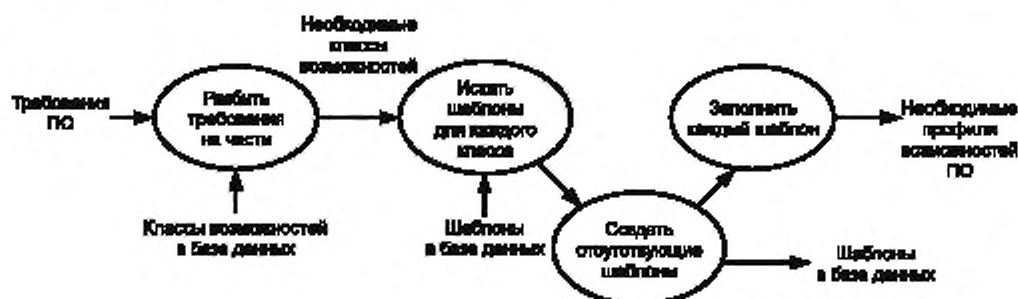 Необходимые
классы
возможностей
Требования
ПО
Разбить
требования
на части
Искать
шаблоны
для каждого
класса
Заполнить
каждый шаблон
Необходимые
профили
возможностей
ПО
Классы возможностей
в базе данных
Шаблоны
в базе данных
Создать
отсутствующие
шаблоны
Шаблоны
в базе данных